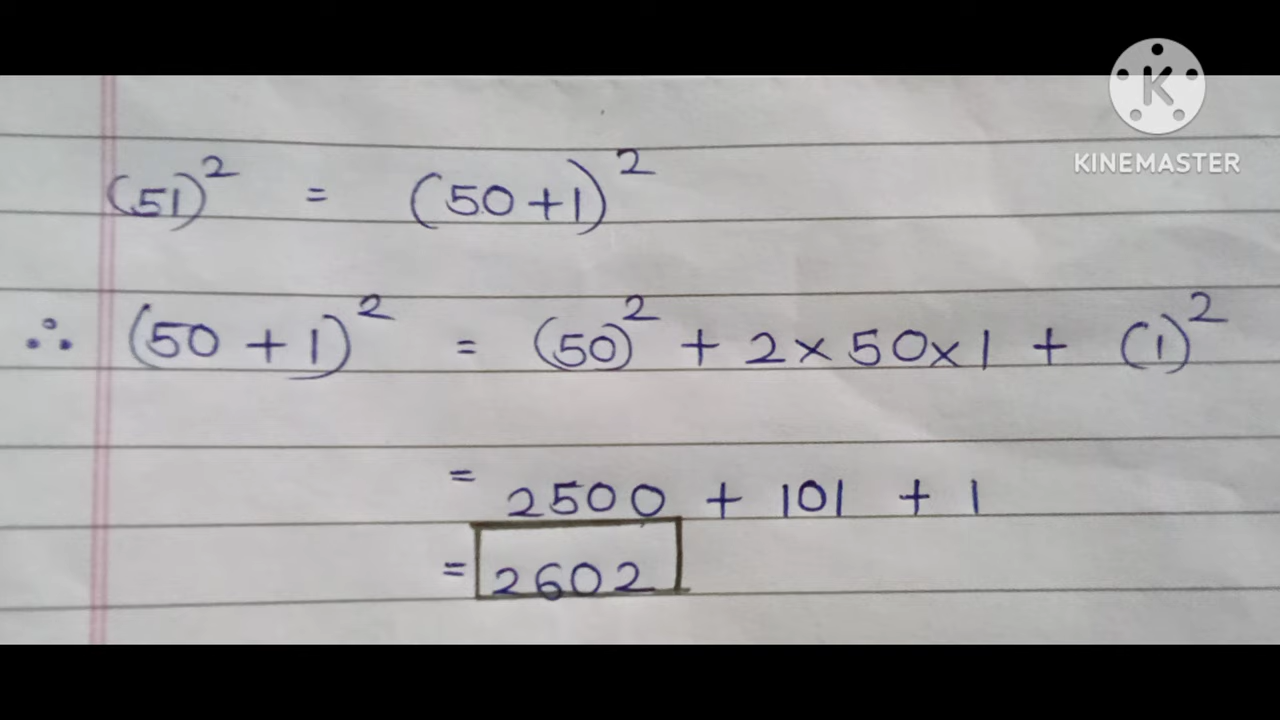 K
KINEMASTER
(51)² = (50+1)²
∴ (50 + 1)² = (50)² + 2 × 50 × 1 + (1)²
= 2500 + 101 + 1
= 2602